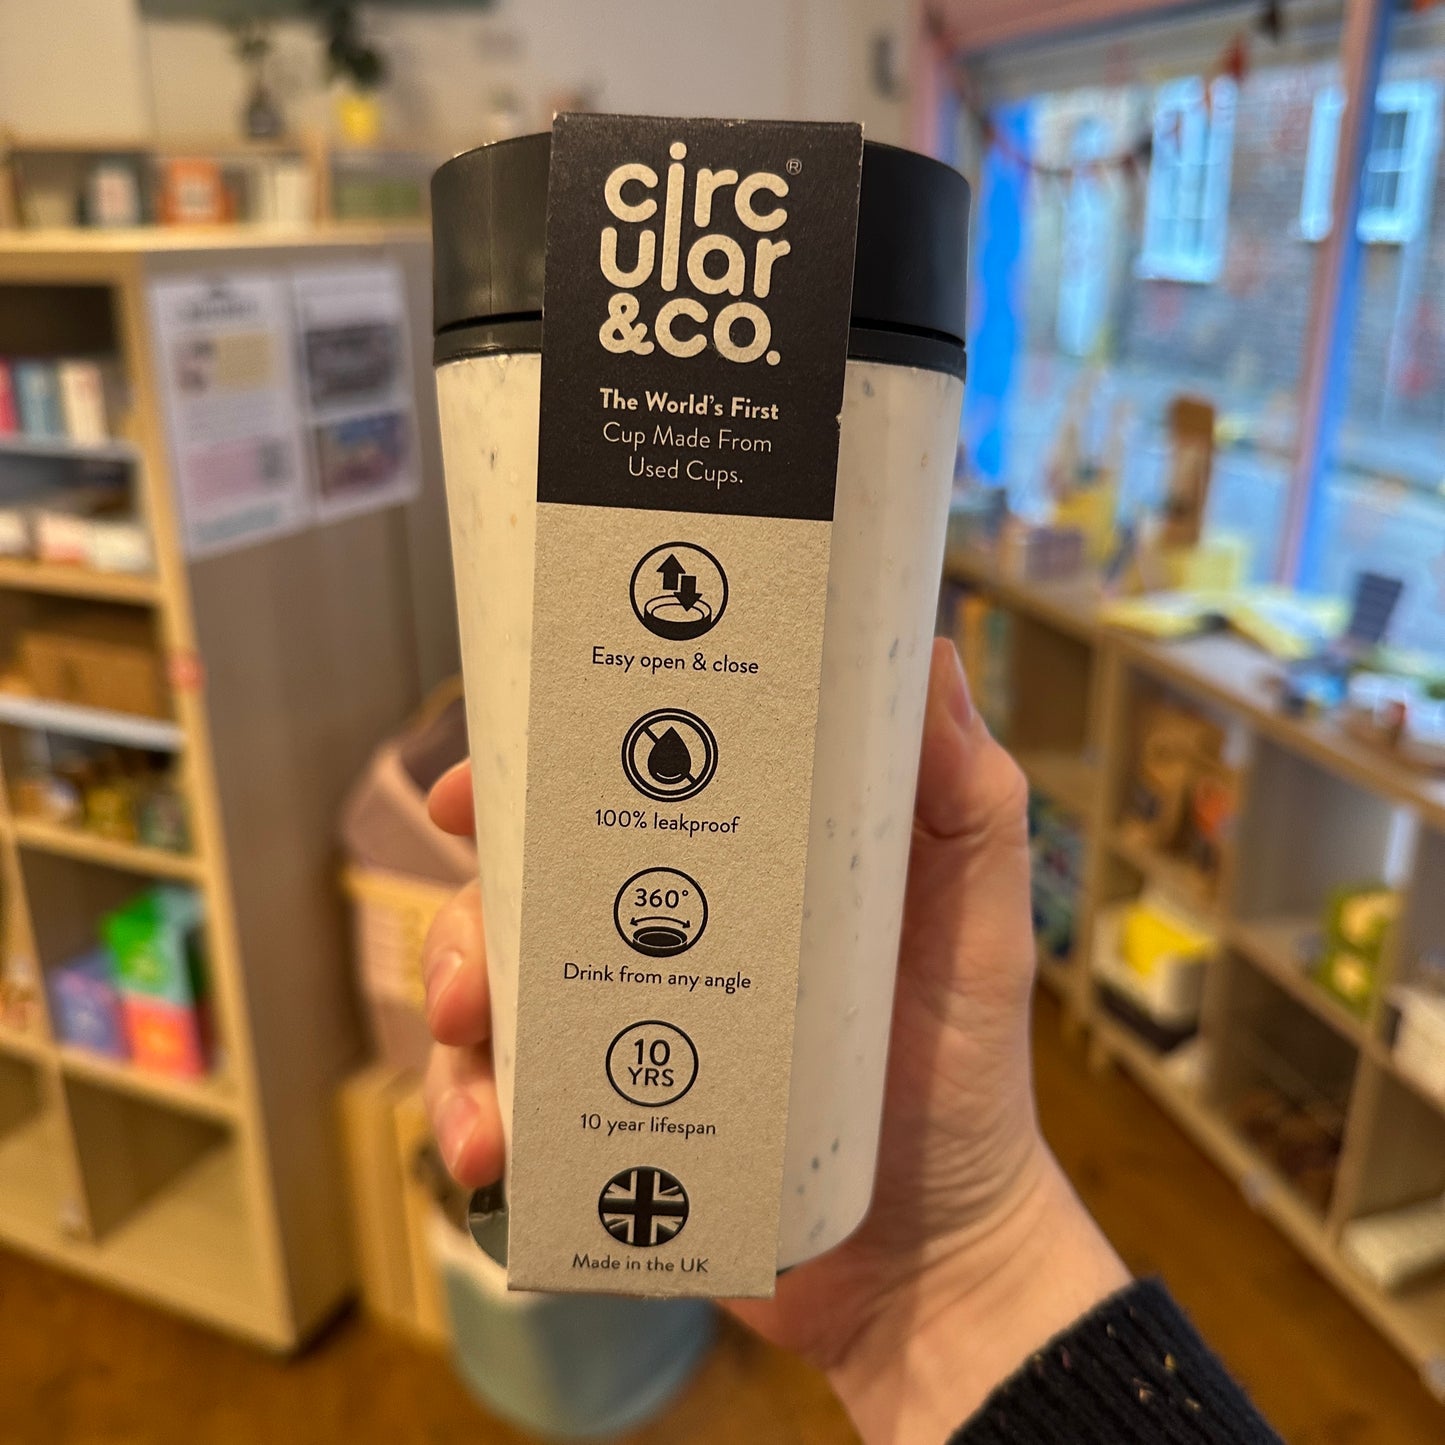 circ®
ular
&co.
The World's First
Cup Made From
Used Cups.
Easy open & close
100% leakproof
360°
Drink from any angle
10
YRS
10 year lifespan
Made in the UK